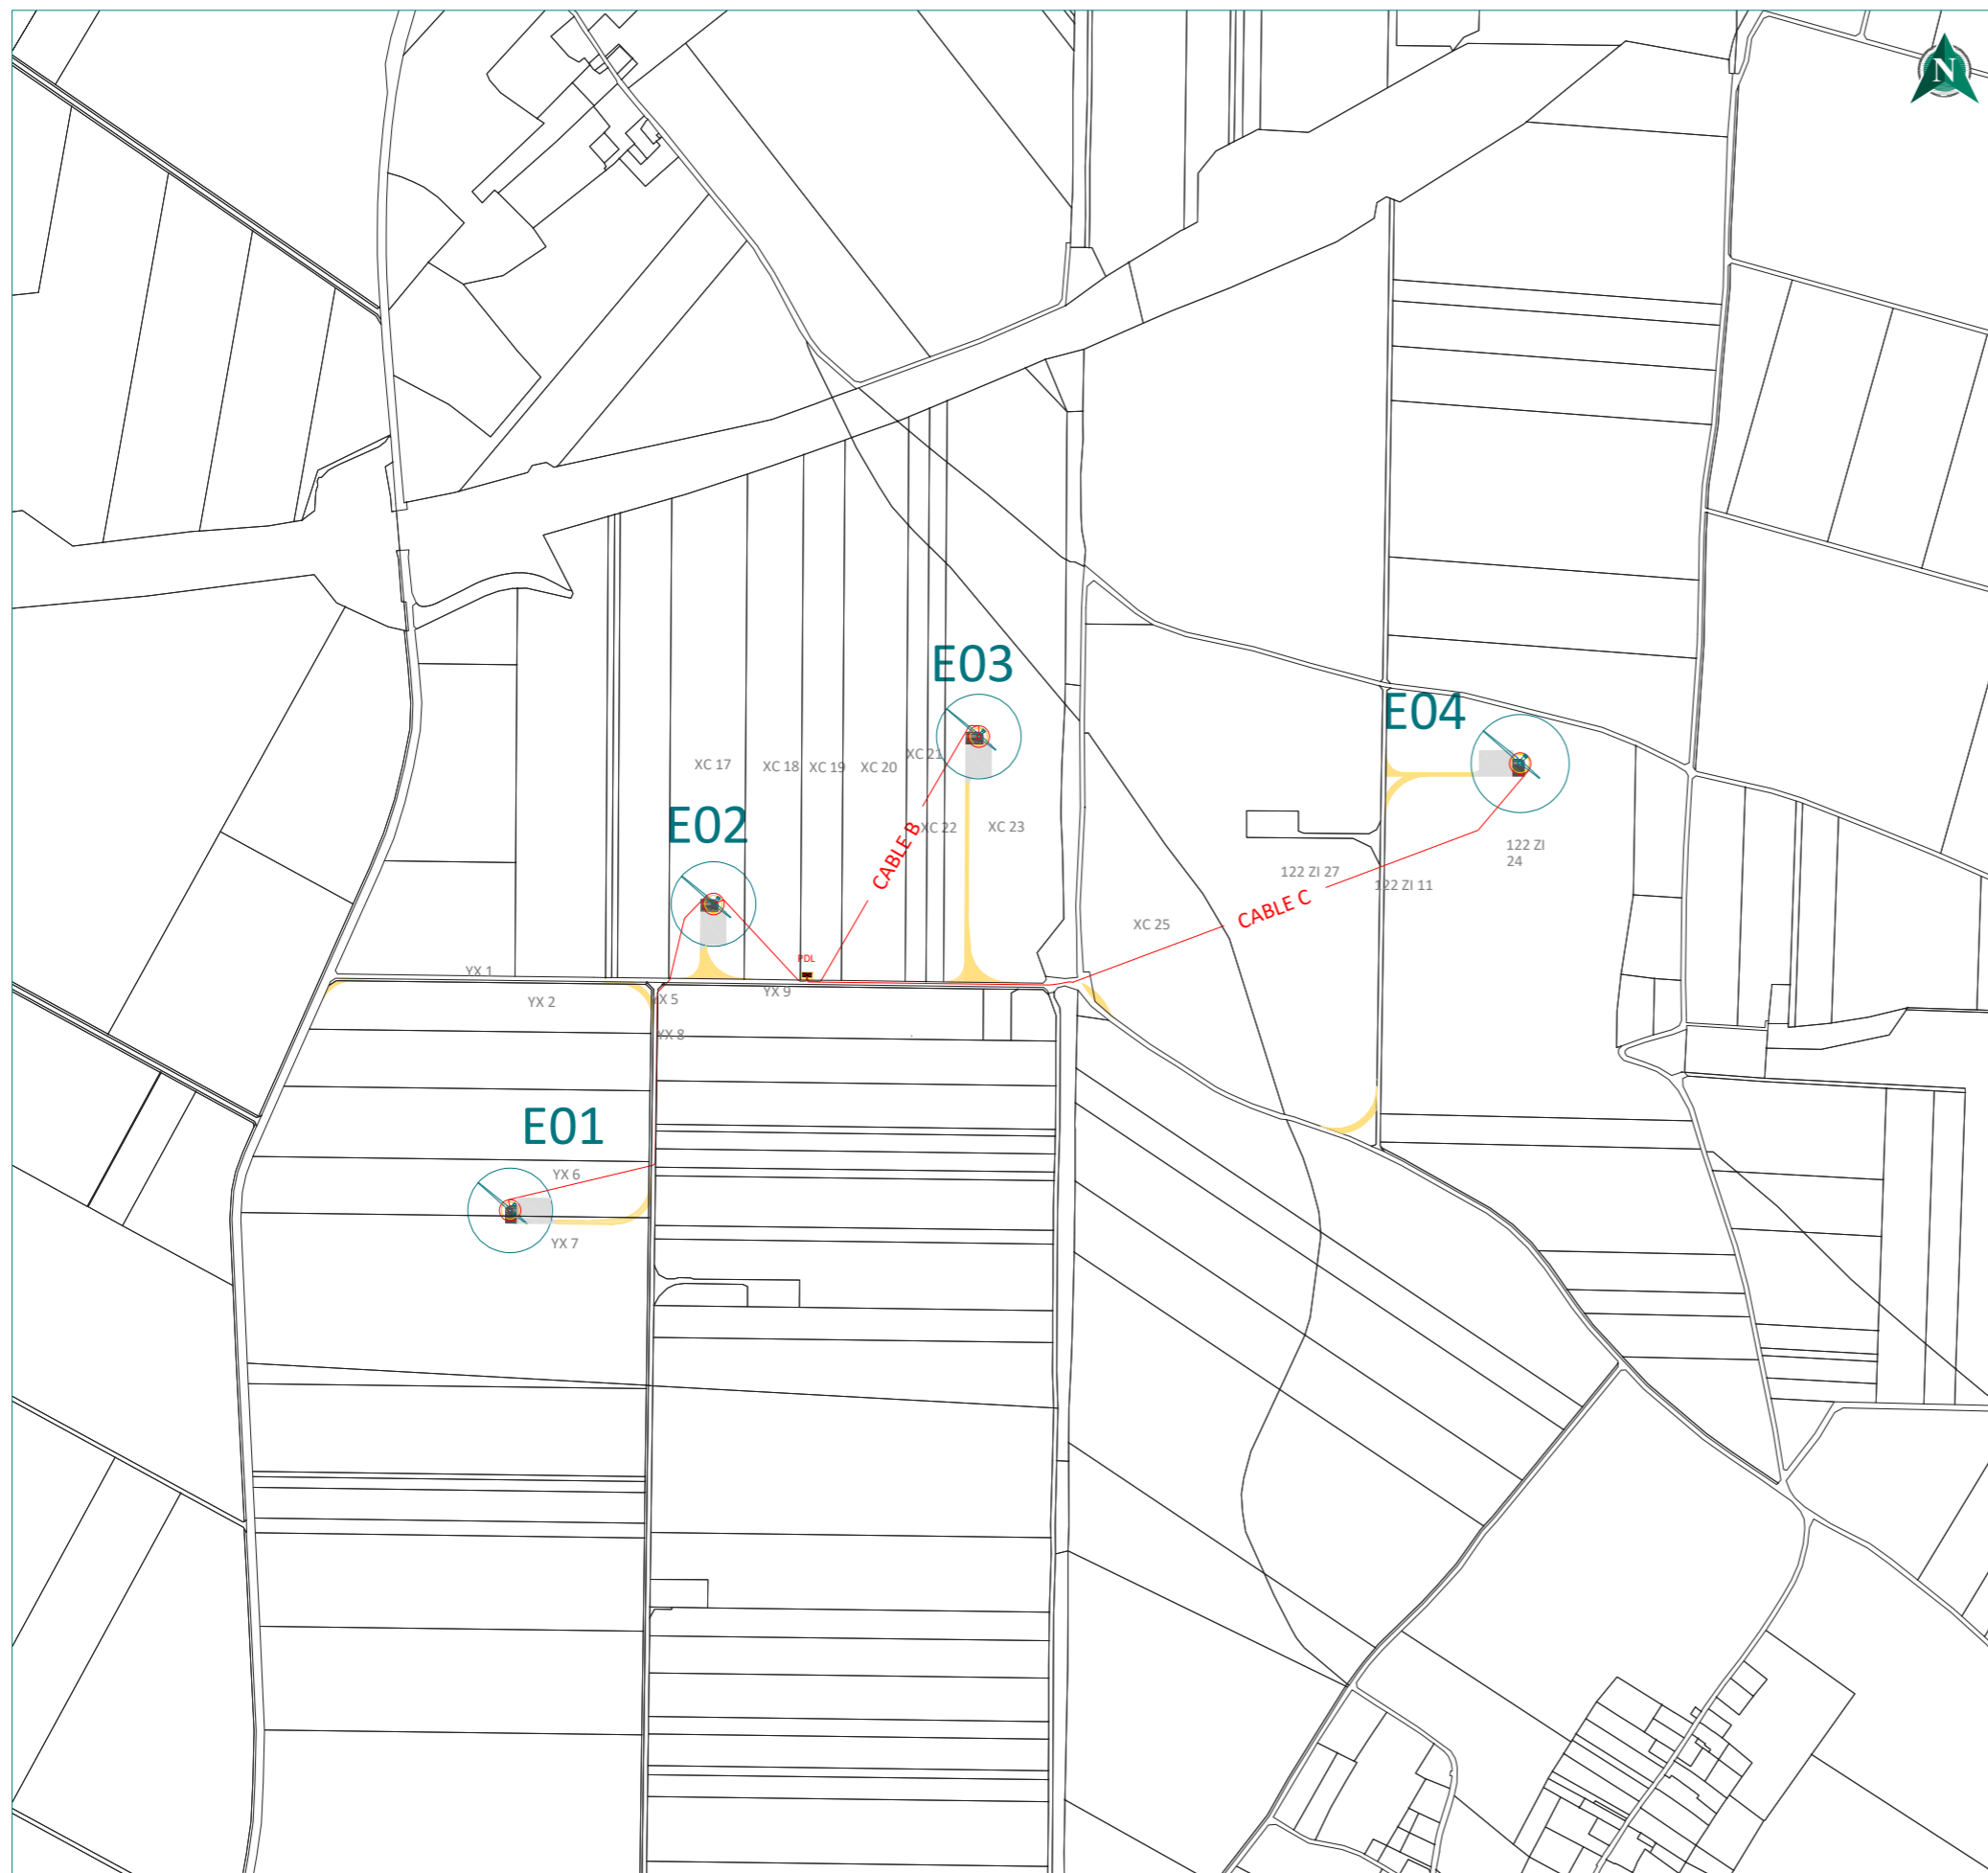 N
E03
E04
XC 21
XC 17
XC 18
XC 19
XC 20
E02
XC 22
XC 23
CABLE B
122 ZI
24
122 ZI 27
122 ZI 11
CABLE C
XC 25
PDL
YX 1
YX 2
YX 5
YX 9
YX 8
E01
YX 6
YX 7